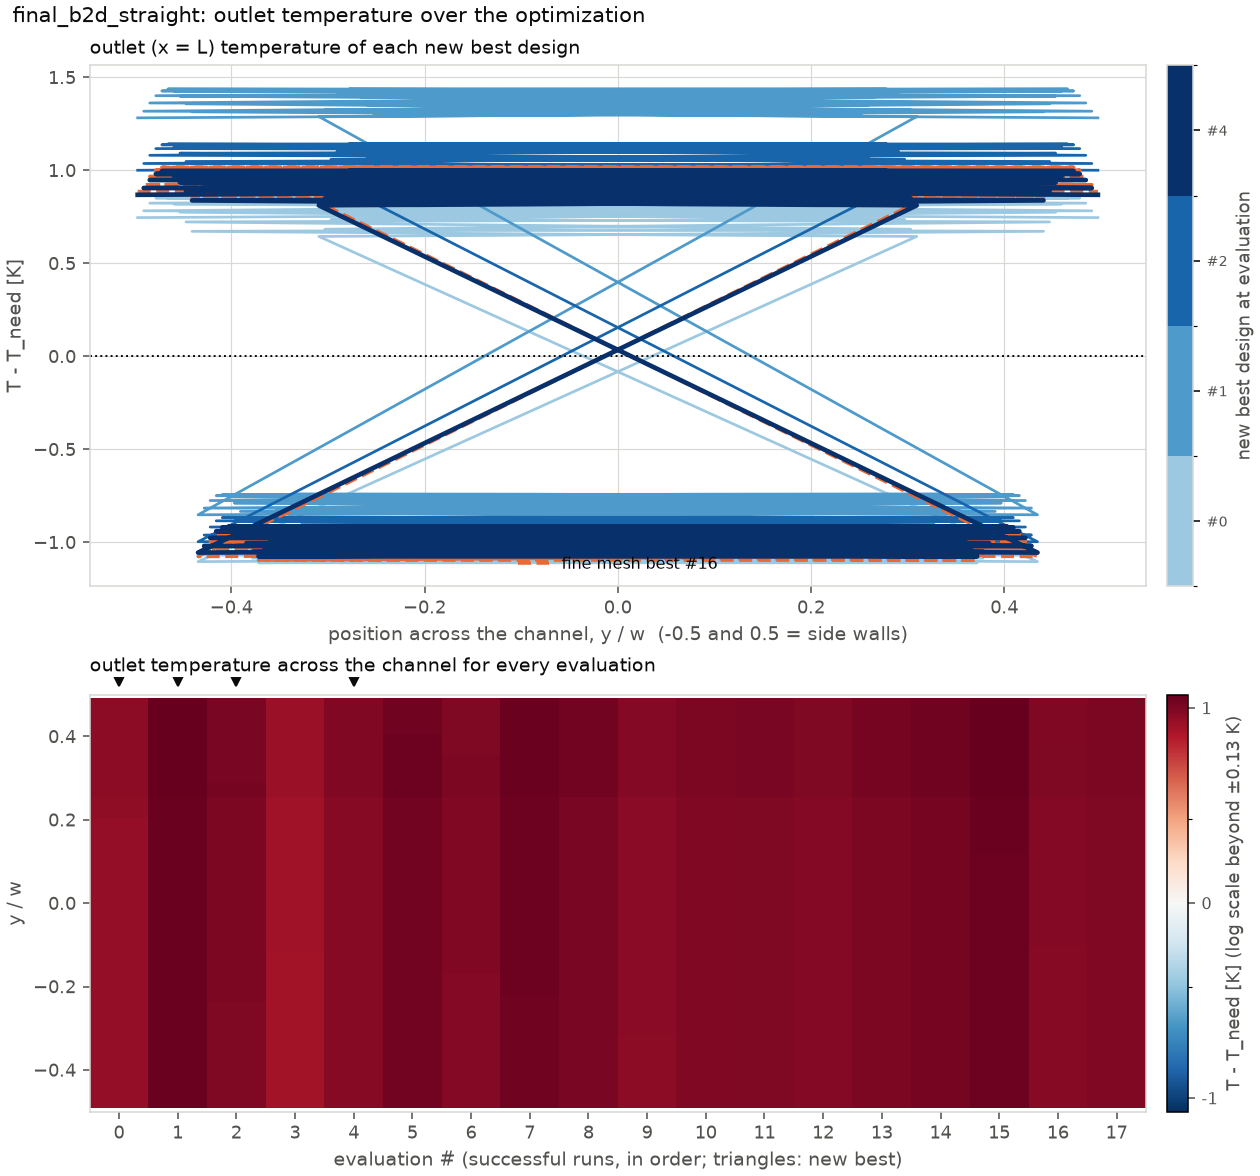 final_b2d_straight: outlet temperature over the optimization
outlet (x = L) temperature of each new best design
1.5
1.0
0.5
0.0
−0.5
−1.0
T - T_need [K]
fine mesh best #16
−0.4
−0.2
0.0
0.2
0.4
position across the channel, y / w  (-0.5 and 0.5 = side walls)
#4
#2
#1
#0
new best design at evaluation
outlet temperature across the channel for every evaluation
0.4
0.2
0.0
−0.2
−0.4
y / w
0 1 2 3 4 5 6 7 8 9 10 11 12 13 14 15 16 17
evaluation # (successful runs, in order; triangles: new best)
1
0
-1
T - T_need [K] (log scale beyond ±0.13 K)